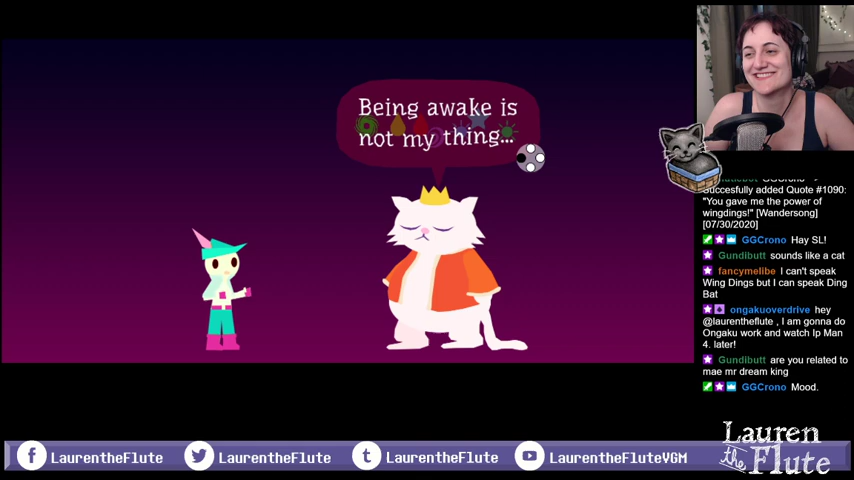 Being awake is
not my thing...
GGCrono
Succesfully added Quote #1090:
"You gave me the power of
wingdings!" [Wandersong]
[07/30/2020]
GGCrono Hay SL!
Gundibutt sounds like a cat
fancymelibe I can't speak
Wing Dings but I can speak Ding
Bat
ongakuoverdrive hey
@laurentheflute , I am gonna do
Ongaku work and watch Ip Man
4. later!
Gundibutt are you related to
mae mr dream king
GGCrono Mood.
LaurentheFlute
LaurentheFlute
LaurentheFlute
LaurentheFluteVGM
Lauren
the Flute